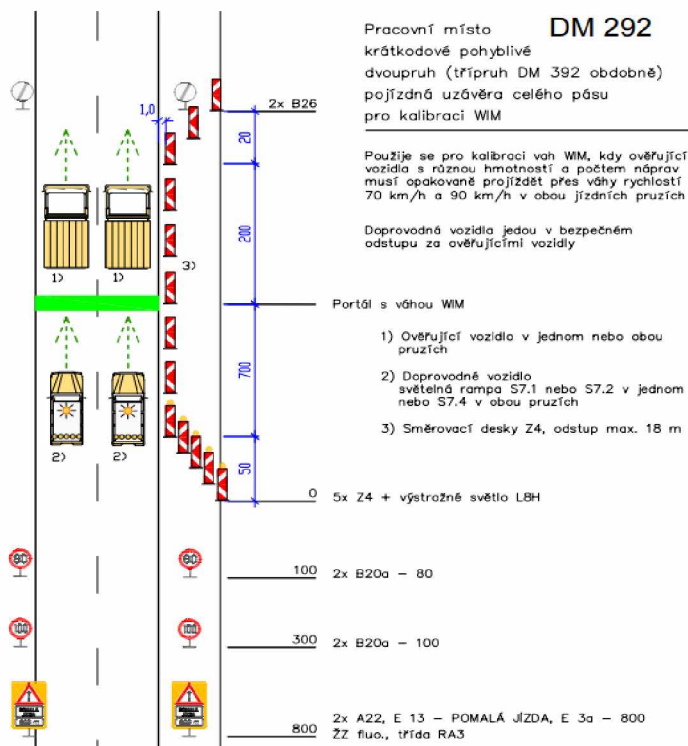 Pracovní místo DM 292
krátkodové pohyblivé
dvoupruh (třípruh DM 392 obdobně)
pojízdná uzávěra celého pásu
pro kalibraci WIM
2x B26
1,0
20
Použije se pro kalibraci vah WIM, kdy ověřující
vozidla s různou hmotností a počtem náprav
musí opakovaně projíždět přes váhy rychlostí
70 km/h a 90 km/h v obou jízdních pruzích
200
Doprovodná vozidla jedou v bezpečném
odstupu za ověřujícími vozidly
1) 1) 3)
Portál s váhou WIM
1) Ověřující vozidlo v jednom nebo obou
pruzích
700
2) Doprovodné vozidlo
světelná rampa S7.1 nebo S7.2 v jednom
nebo S7.4 v obou pruzích
3) Směrovací desky Z4, odstup max. 18 m
2) 2)
50
0 5x Z4 + výstražné světlo L8H
80 80
100 2x B20a – 80
100 100
300 2x B20a – 100
POMALÁ JÍZDA POMALÁ JÍZDA
800 2x A22, E 13 – POMALÁ JÍZDA, E 3a – 800
ŽZ fluo., třída RA3